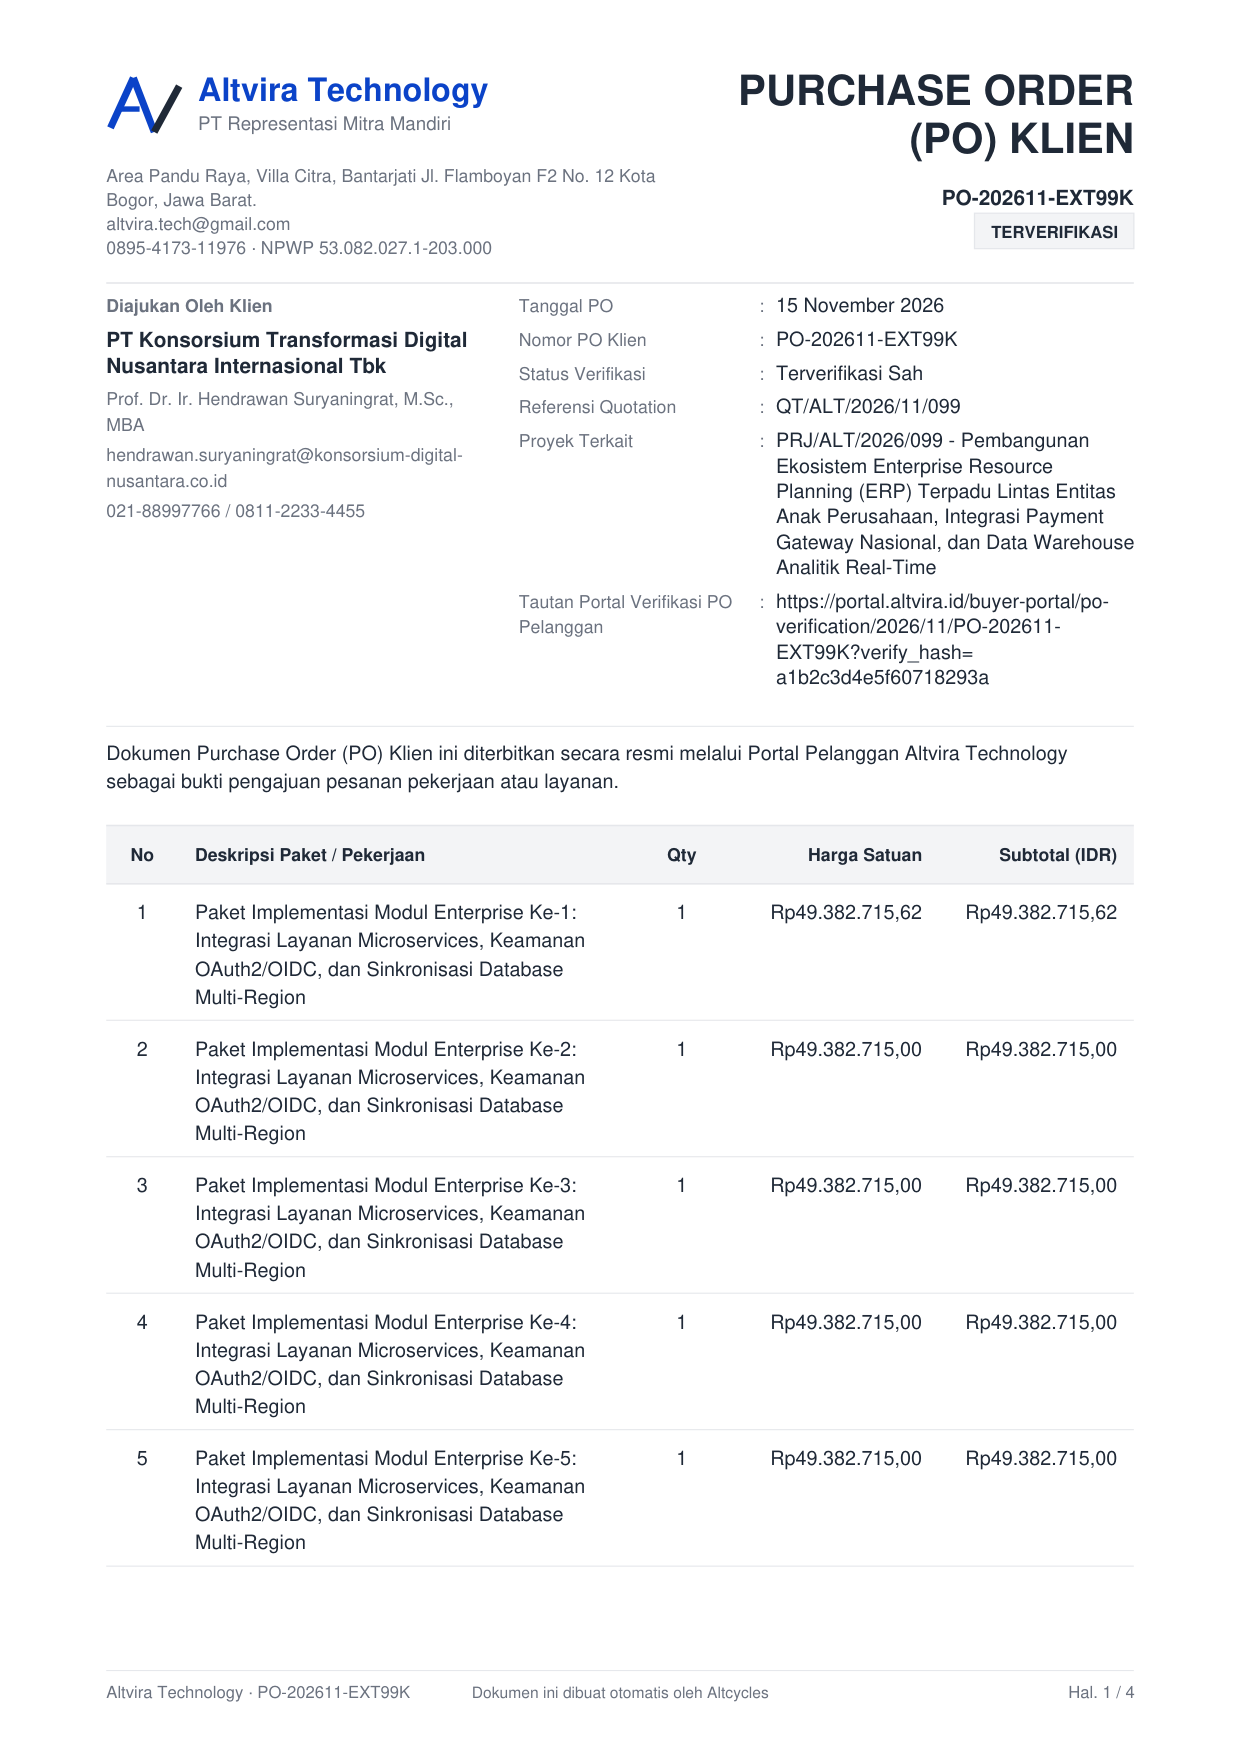 Altvira Technology
PT Representasi Mitra Mandiri
Area Pandu Raya, Villa Citra, Bantarjati Jl. Flamboyan F2 No. 12 Kota
Bogor, Jawa Barat.
altvira.tech@gmail.com
0895-4173-11976 · NPWP 53.082.027.1-203.000
PURCHASE ORDER
(PO) KLIEN
PO-202611-EXT99K
TERVERIFIKASI
Diajukan Oleh Klien
PT Konsorsium Transformasi Digital
Nusantara Internasional Tbk
Prof. Dr. Ir. Hendrawan Suryaningrat, M.Sc.,
MBA
hendrawan.suryaningrat@konsorsium-digital-
nusantara.co.id
021-88997766 / 0811-2233-4455
Tanggal PO : 15 November 2026
Nomor PO Klien : PO-202611-EXT99K
Status Verifikasi : Terverifikasi Sah
Referensi Quotation : QT/ALT/2026/11/099
Proyek Terkait : PRJ/ALT/2026/099 - Pembangunan
Ekosistem Enterprise Resource
Planning (ERP) Terpadu Lintas Entitas
Anak Perusahaan, Integrasi Payment
Gateway Nasional, dan Data Warehouse
Analitik Real-Time
Tautan Portal Verifikasi PO : https://portal.altvira.id/buyer-portal/po-
Pelanggan verification/2026/11/PO-202611-
EXT99K?verify_hash=
a1b2c3d4e5f60718293a
Dokumen Purchase Order (PO) Klien ini diterbitkan secara resmi melalui Portal Pelanggan Altvira Technology
sebagai bukti pengajuan pesanan pekerjaan atau layanan.
No Deskripsi Paket / Pekerjaan Qty Harga Satuan Subtotal (IDR)
1 Paket Implementasi Modul Enterprise Ke-1: 1 Rp49.382.715,62 Rp49.382.715,62
Integrasi Layanan Microservices, Keamanan
OAuth2/OIDC, dan Sinkronisasi Database
Multi-Region
2 Paket Implementasi Modul Enterprise Ke-2: 1 Rp49.382.715,00 Rp49.382.715,00
Integrasi Layanan Microservices, Keamanan
OAuth2/OIDC, dan Sinkronisasi Database
Multi-Region
3 Paket Implementasi Modul Enterprise Ke-3: 1 Rp49.382.715,00 Rp49.382.715,00
Integrasi Layanan Microservices, Keamanan
OAuth2/OIDC, dan Sinkronisasi Database
Multi-Region
4 Paket Implementasi Modul Enterprise Ke-4: 1 Rp49.382.715,00 Rp49.382.715,00
Integrasi Layanan Microservices, Keamanan
OAuth2/OIDC, dan Sinkronisasi Database
Multi-Region
5 Paket Implementasi Modul Enterprise Ke-5: 1 Rp49.382.715,00 Rp49.382.715,00
Integrasi Layanan Microservices, Keamanan
OAuth2/OIDC, dan Sinkronisasi Database
Multi-Region
Altvira Technology · PO-202611-EXT99K Dokumen ini dibuat otomatis oleh Altcycles Hal. 1 / 4